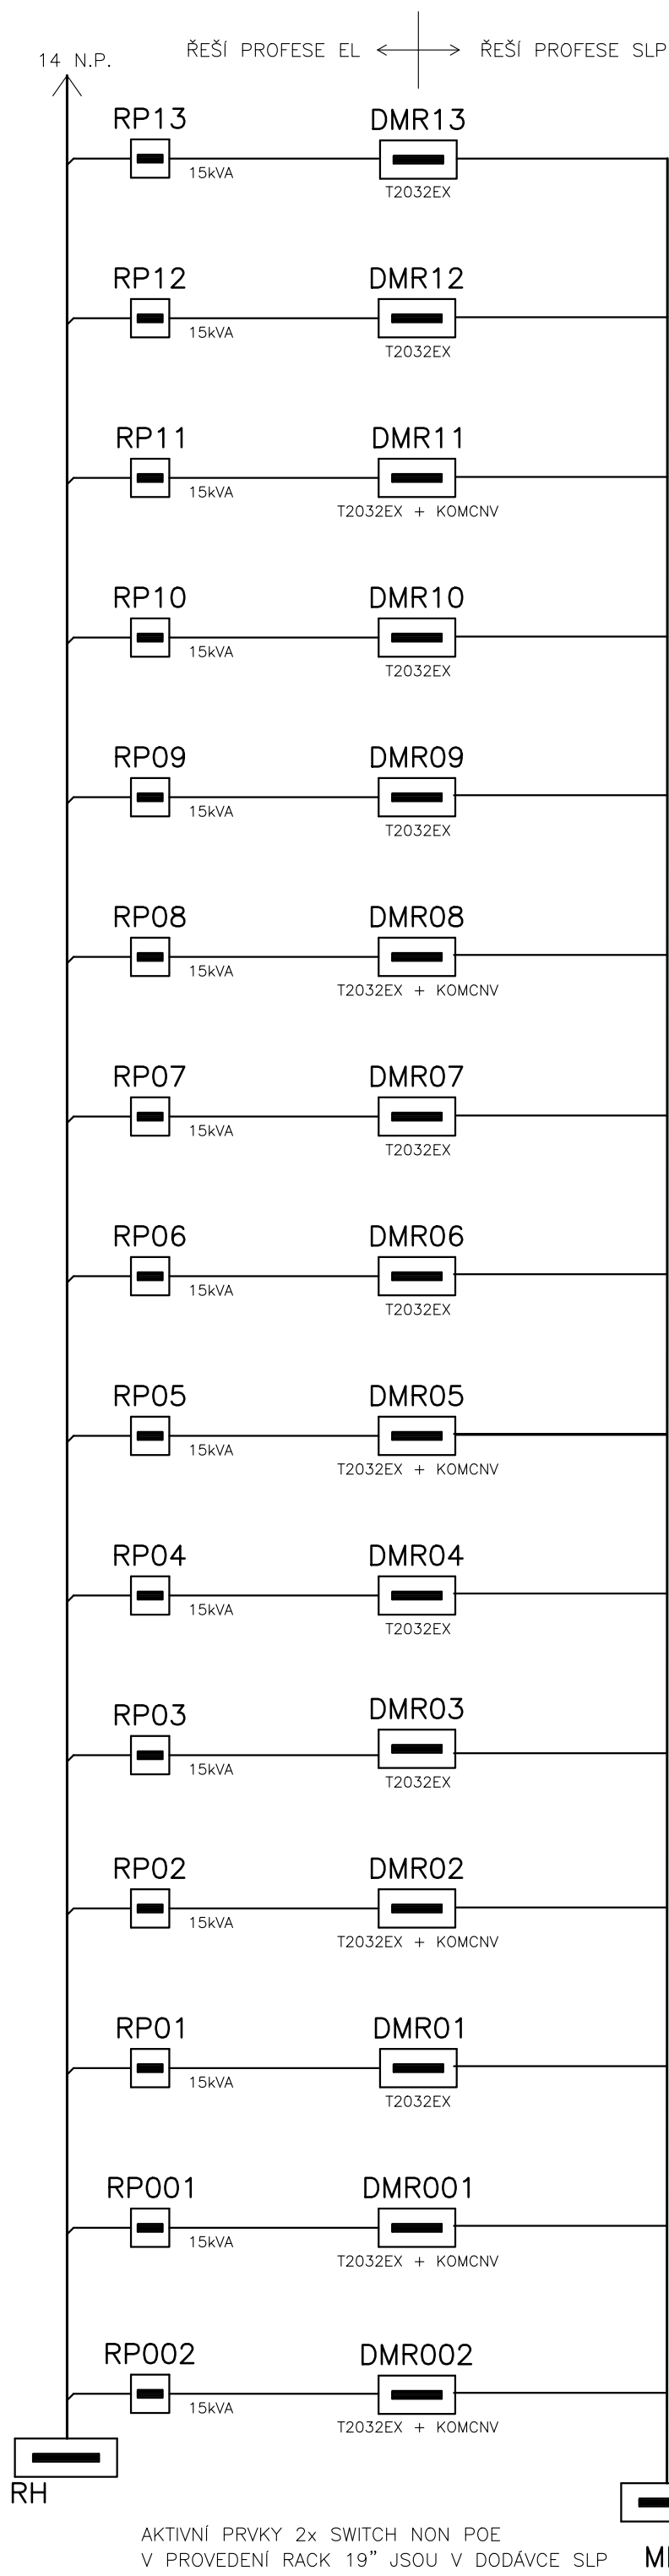 ŘEŠÍ PROFESE EL ŘEŠÍ PROFESE SLP
14 N.P.
RP13 DMR13
15kVA
T2032EX
RP12 DMR12
15kVA
T2032EX
RP11 DMR11
15kVA
T2032EX + KOMCNV
RP10 DMR10
15kVA
T2032EX
RP09 DMR09
15kVA
T2032EX
RP08 DMR08
15kVA
T2032EX + KOMCNV
RP07 DMR07
15kVA
T2032EX
RP06 DMR06
15kVA
T2032EX
RP05 DMR05
15kVA
T2032EX + KOMCNV
RP04 DMR04
15kVA
T2032EX
RP03 DMR03
15kVA
T2032EX
RP02 DMR02
15kVA
T2032EX + KOMCNV
RP01 DMR01
15kVA
T2032EX
RP001 DMR001
15kVA
T2032EX + KOMCNV
RP002 DMR002
15kVA
T2032EX + KOMCNV
RH
AKTIVNÍ PRVKY 2x SWITCH NON POE
V PROVEDENÍ RACK 19" JSOU V DODÁVCE SLP